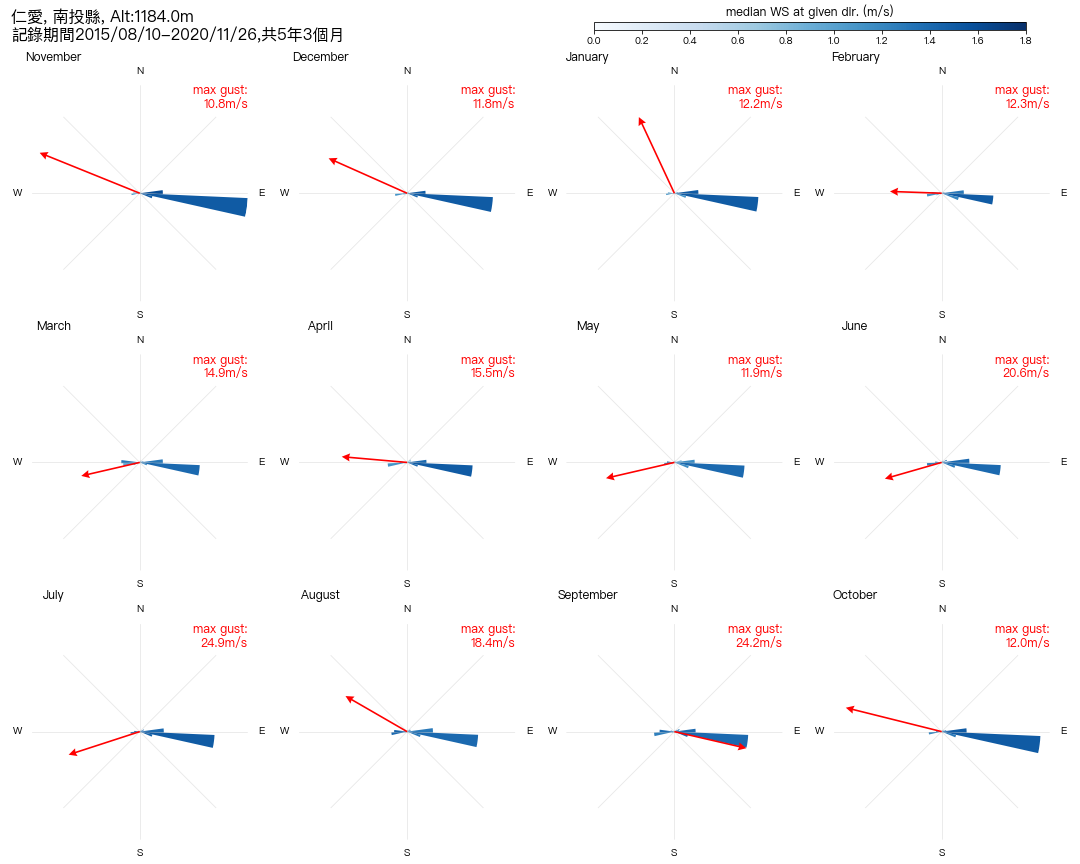 仁愛, 南投縣, Alt:1184.0m
記錄期間2015/08/10–2020/11/26,共5年3個月
median WS at given dir. (m/s)
0.0 0.2 0.4 0.6 0.8 1.0 1.2 1.4 1.6 1.8
November December January February
N N N N
max gust: max gust: max gust: max gust:
10.8m/s 11.8m/s 12.2m/s 12.3m/s
W E W E W E W E
S S S S
March April May June
N N N N
max gust: max gust: max gust: max gust:
14.9m/s 15.5m/s 11.9m/s 20.6m/s
W E W E W E W E
S S S S
July August September October
N N N N
max gust: max gust: max gust: max gust:
24.9m/s 18.4m/s 24.2m/s 12.0m/s
W E W E W E W E
S S S S